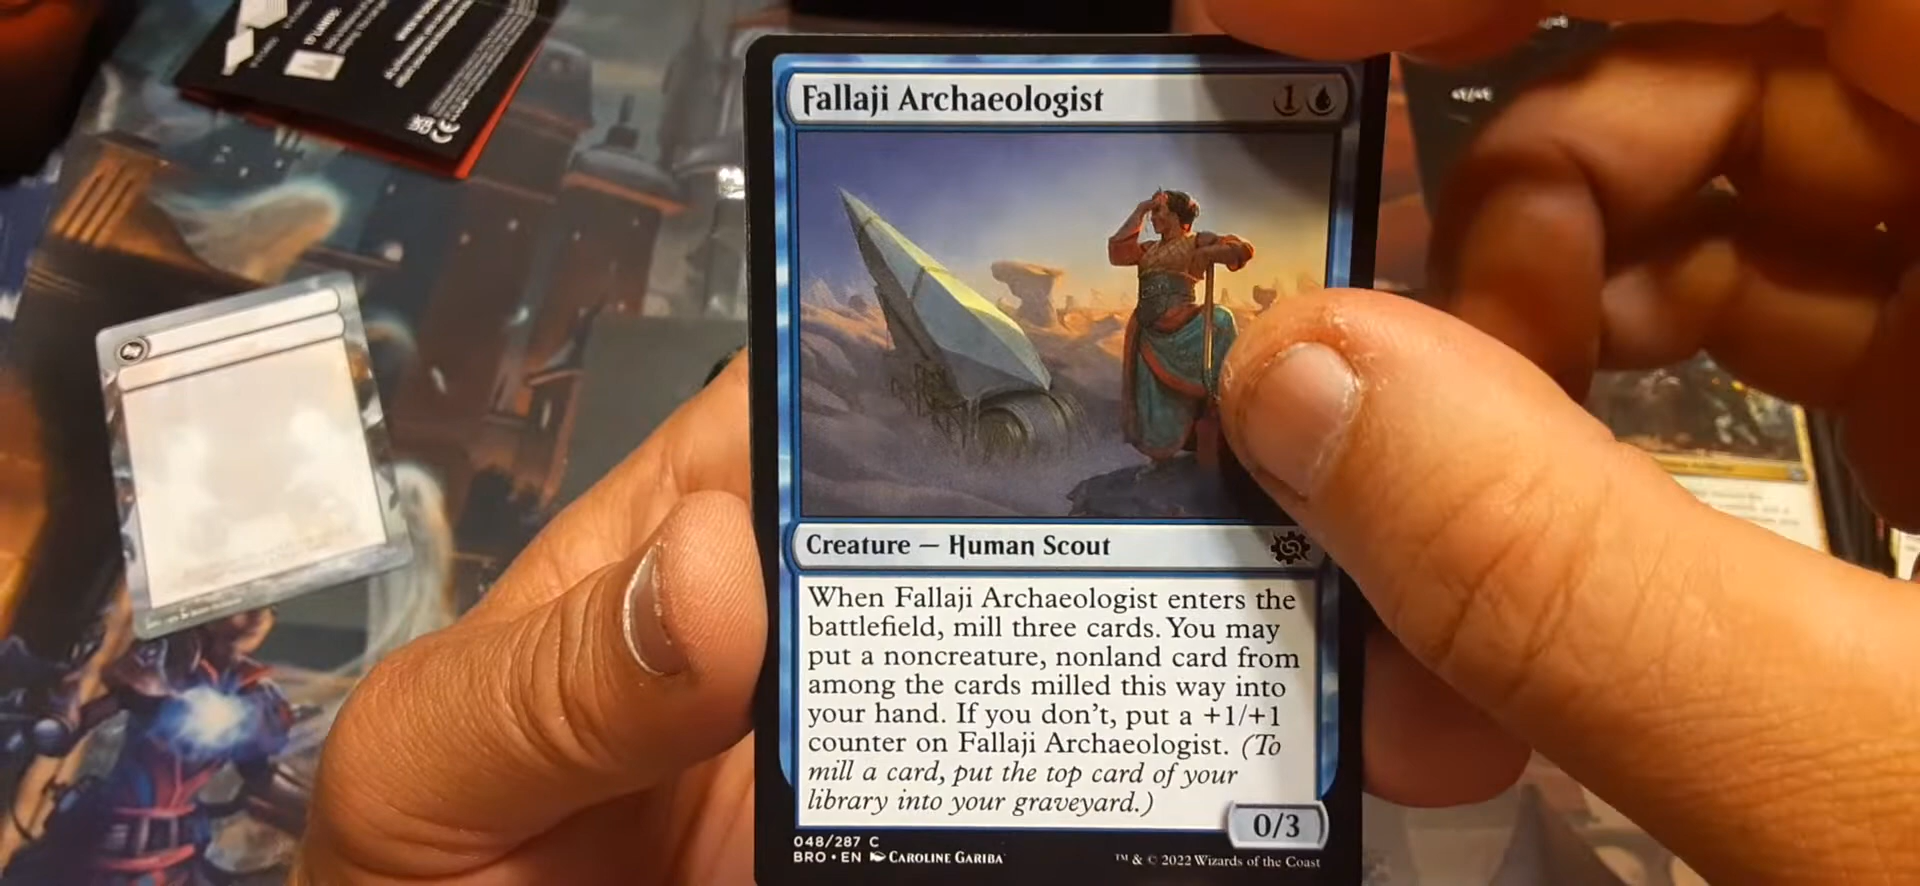 Fallaji Archaeologist 1
Creature — Human Scout
When Fallaji Archaeologist enters the
battlefield, mill three cards. You may
put a noncreature, nonland card from
among the cards milled this way into
your hand. If you don't, put a +1/+1
counter on Fallaji Archaeologist. (To
mill a card, put the top card of your
library into your graveyard.)
0/3
048/287 C
BRO • EN CAROLINE GARIBA
™ & © 2022 Wizards of the Coast